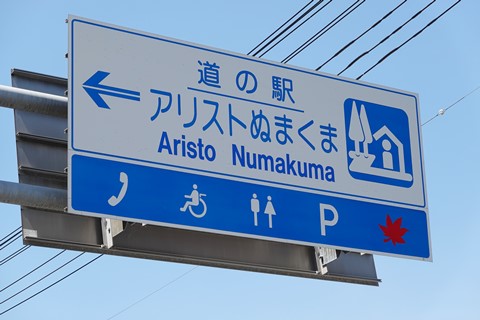 道の駅
アリストぬまくま
Aristo Numakuma
P